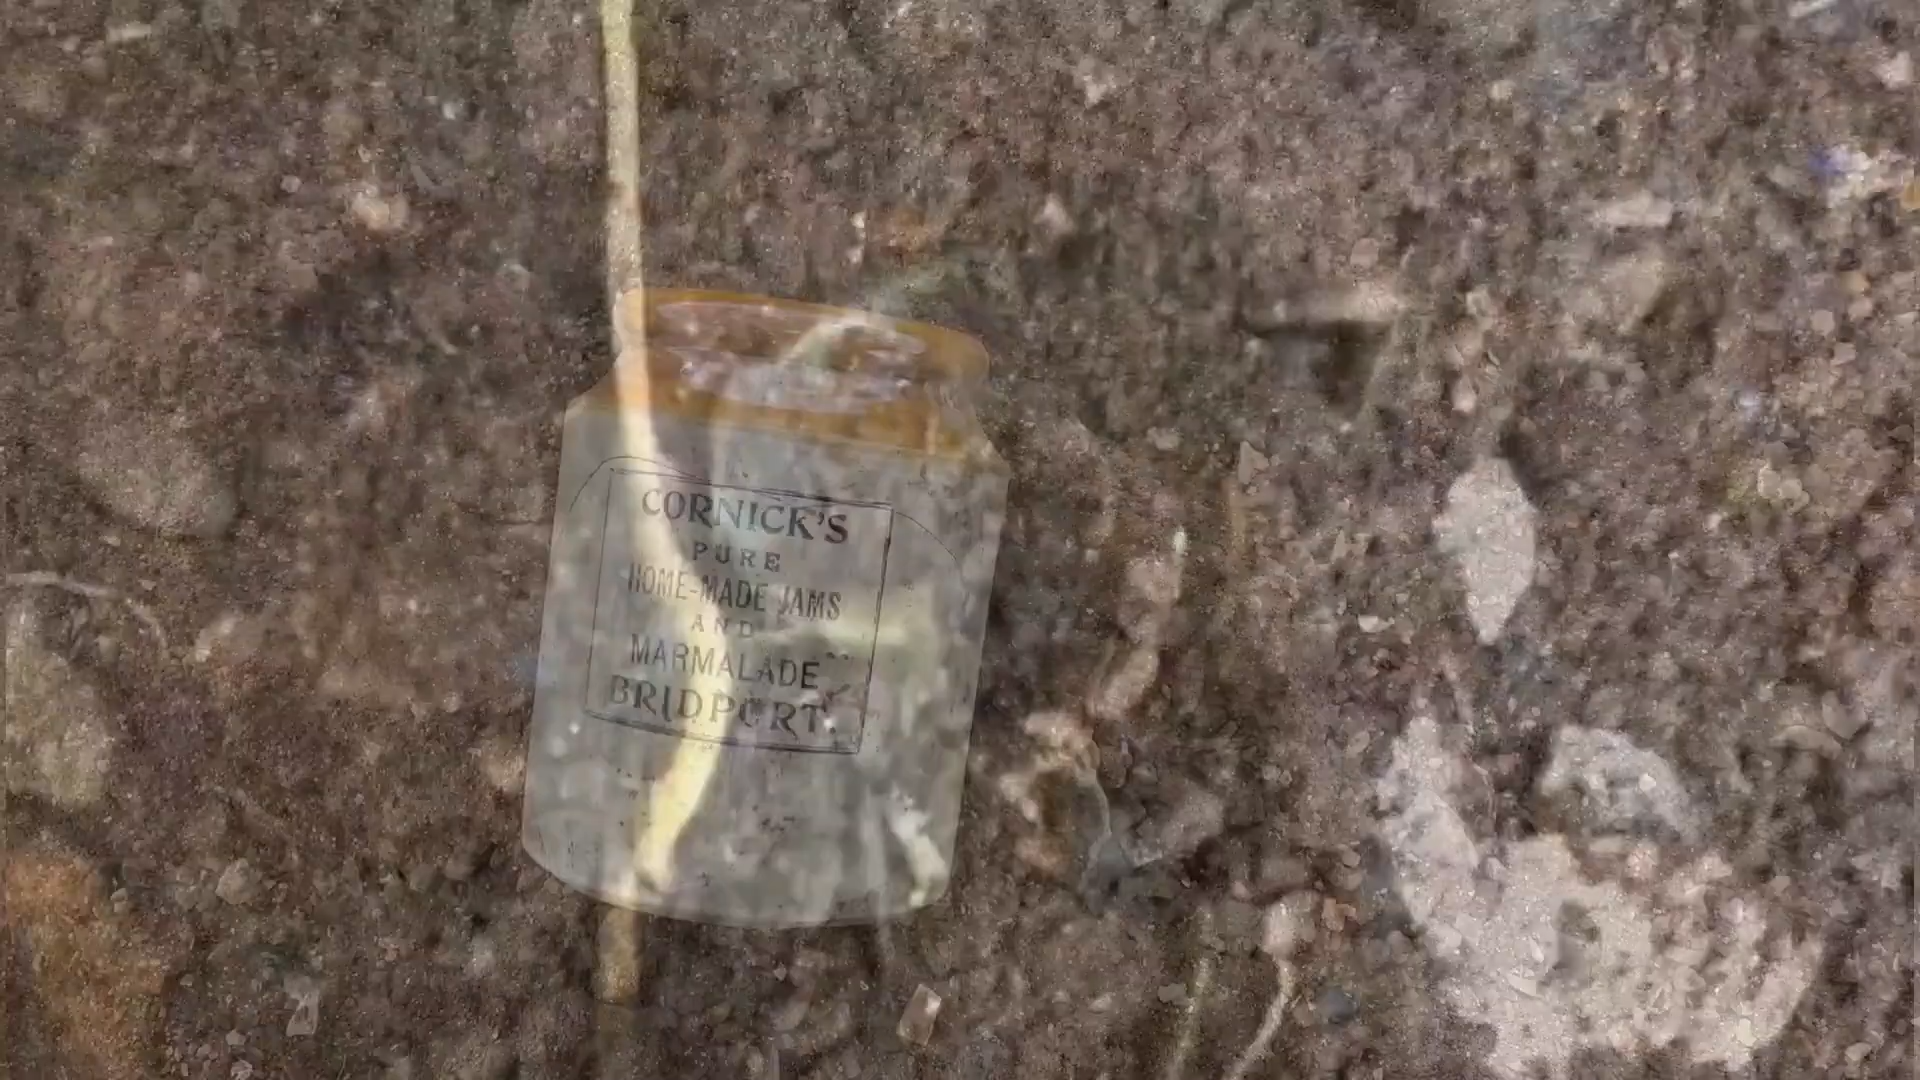 CORNICK'S
PURE
HOME-MADE JAMS
AND
MARMALADE
BRIDPORT.